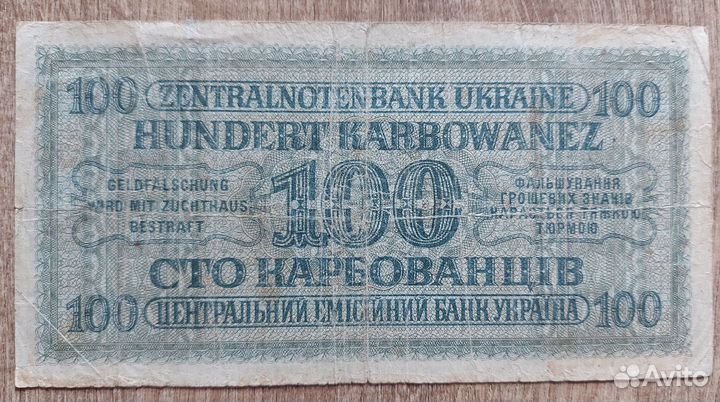 100 ZENTRALNOTENBANK UKRAINE 100
HUNDERT KARBOWANEZ
GELDFÄLSCHUNG
WIRD MIT ZUCHTHAUS
BESTRAFT
100
ФАЛЬШУВАННЯ
ГРОШЕВИХ ЗНАКІВ
КАРАЄТЬСЯ ТЯЖКОЮ
ТЮРМОЮ
СТО КАРБОВАНЦІВ
100 ЦЕНТРАЛЬНИЙ ЕМІСІЙНИЙ БАНК УКРАЇНА 100
Avito